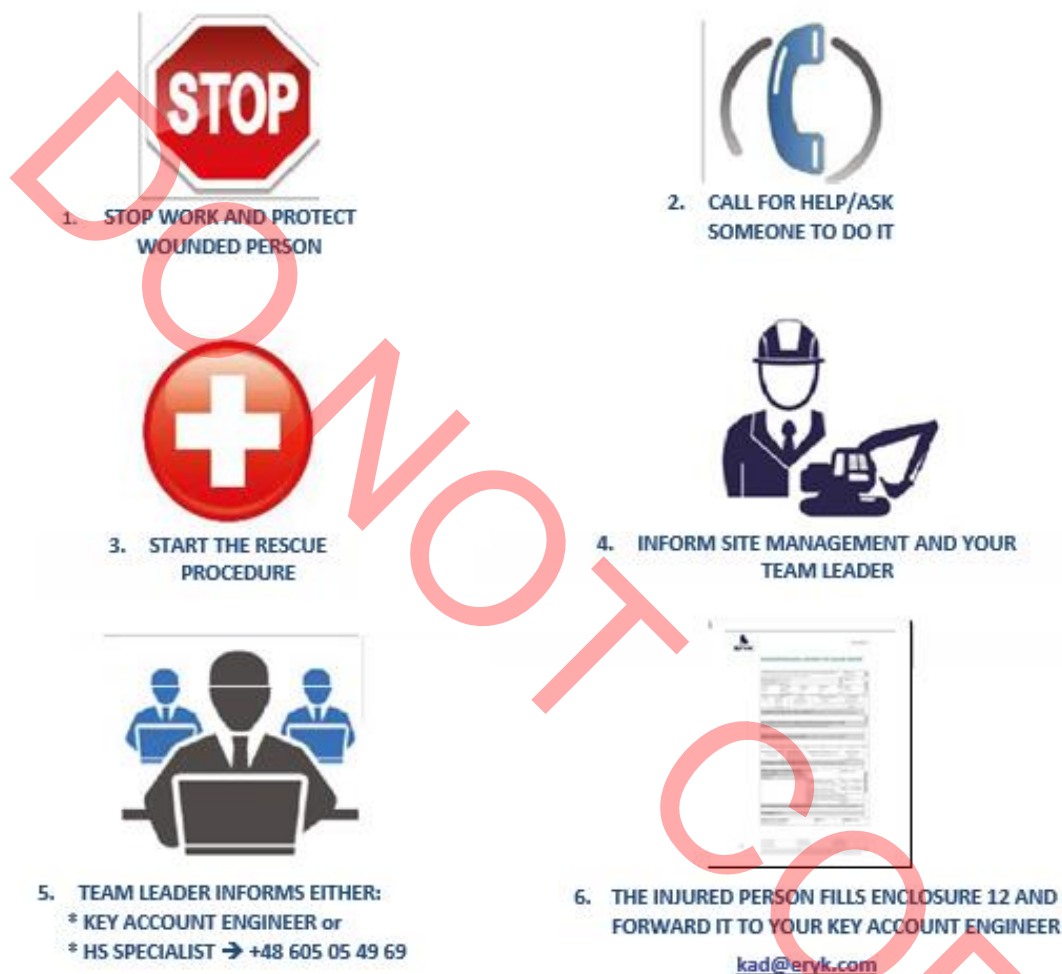 STOP
1. STOP WORK AND PROTECT
WOUNDED PERSON
2. CALL FOR HELP/ASK
SOMEONE TO DO IT
3. START THE RESCUE
PROCEDURE
4. INFORM SITE MANAGEMENT AND YOUR
TEAM LEADER
5. TEAM LEADER INFORMS EITHER:
* KEY ACCOUNT ENGINEER or
* HS SPECIALIST → +48 605 05 49 69
eryk
6. THE INJURED PERSON FILLS ENCLOSURE 12 AND
FORWARD IT TO YOUR KEY ACCOUNT ENGINEER
kad@eryk.com
DO NOT CO